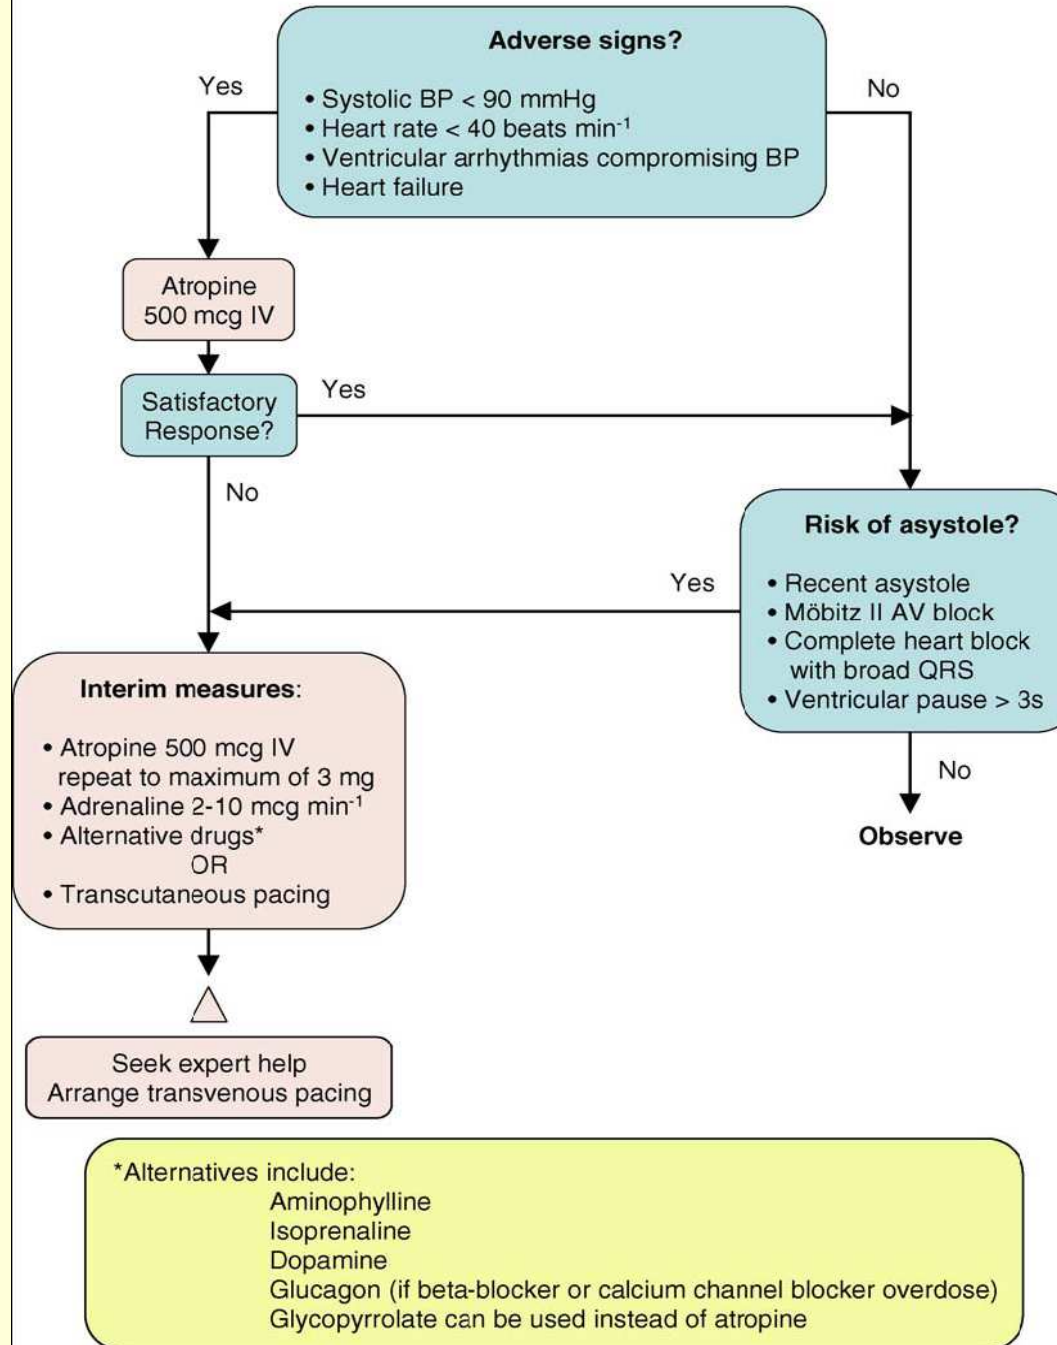 Adverse signs?
Yes
No
• Systolic BP < 90 mmHg
• Heart rate < 40 beats min⁻¹
• Ventricular arrhythmias compromising BP
• Heart failure
Atropine
500 mcg IV
Satisfactory
Response?
Yes
No
Risk of asystole?
Yes
• Recent asystole
• Möbitz II AV block
• Complete heart block
with broad QRS
• Ventricular pause > 3s
No
Observe
Interim measures:
• Atropine 500 mcg IV
repeat to maximum of 3 mg
• Adrenaline 2-10 mcg min⁻¹
• Alternative drugs*
OR
• Transcutaneous pacing
Seek expert help
Arrange transvenous pacing
*Alternatives include:
Aminophylline
Isoprenaline
Dopamine
Glucagon (if beta-blocker or calcium channel blocker overdose)
Glycopyrrolate can be used instead of atropine